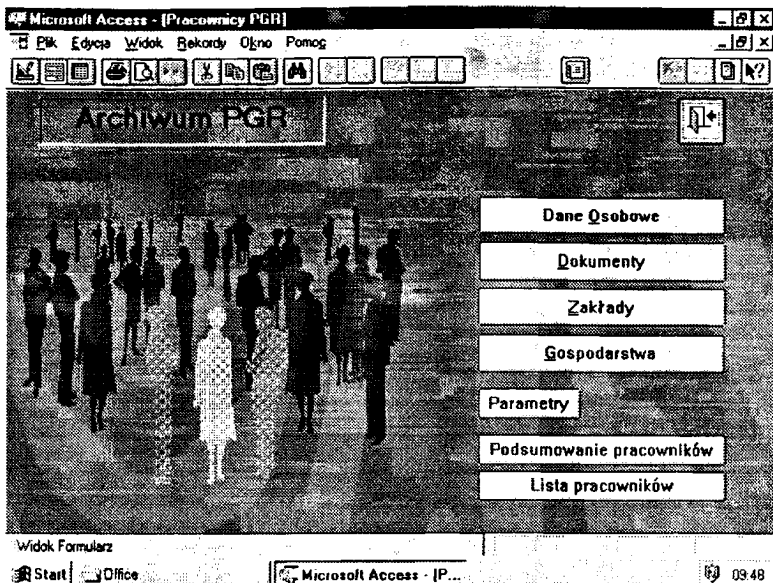 Microsoft Access - [Pracownicy PGR]
Plik Edycja Widok Rekordy Okno Pomoc
Archiwum PGR
Dane Osobowe
Dokumenty
Zakłady
Gospodarstwa
Parametry
Podsumowanie pracowników
Lista pracowników
Widok Formularz
Start Office Microsoft Access - [P... 09:48